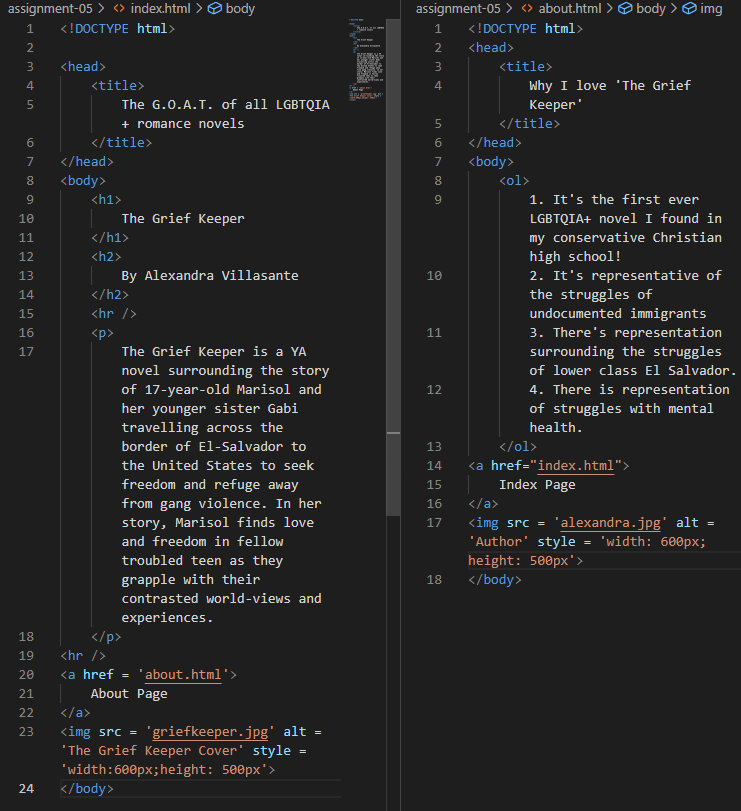 assignment-05 > <> index.html > body
1 <!DOCTYPE html>
2
3 <head>
4 <title>
5 The G.O.A.T. of all LGBTQIA
+ romance novels
6 </title>
7 </head>
8 <body>
9 <h1>
10 The Grief Keeper
11 </h1>
12 <h2>
13 By Alexandra Villasante
14 </h2>
15 <hr />
16 <p>
17 The Grief Keeper is a YA
novel surrounding the story
of 17-year-old Marisol and
her younger sister Gabi
travelling across the
border of El-Salvador to
the United States to seek
freedom and refuge away
from gang violence. In her
story, Marisol finds love
and freedom in fellow
troubled teen as they
grapple with their
contrasted world-views and
experiences.
18 </p>
19 <hr />
20 <a href = 'about.html'>
21 About Page
22 </a>
23 <img src = 'griefkeeper.jpg' alt =
'The Grief Keeper Cover' style =
'width:600px;height: 500px'>
24 </body>
assignment-05 > <> about.html > body > img
1 <!DOCTYPE html>
2 <head>
3 <title>
4 Why I love 'The Grief
Keeper'
5 </title>
6 </head>
7 <body>
8 <ol>
9 1. It's the first ever
LGBTQIA+ novel I found in
my conservative Christian
high school!
10 2. It's representative of
the struggles of
undocumented immigrants
11 3. There's representation
surrounding the struggles
of lower class El Salvador.
12 4. There is representation
of struggles with mental
health.
13 </ol>
14 <a href="index.html">
15 Index Page
16 </a>
17 <img src = 'alexandra.jpg' alt =
'Author' style = 'width: 600px;
height: 500px'>
18 </body>